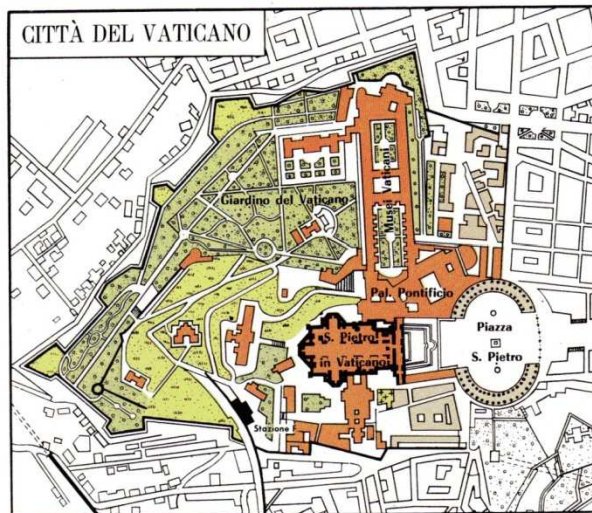 CITTÀ DEL VATICANO
Giardino del Vaticano
Musei Vaticani
Pal. Pontificio
S. Pietro
in Vaticano
Piazza
S. Pietro
Stazione